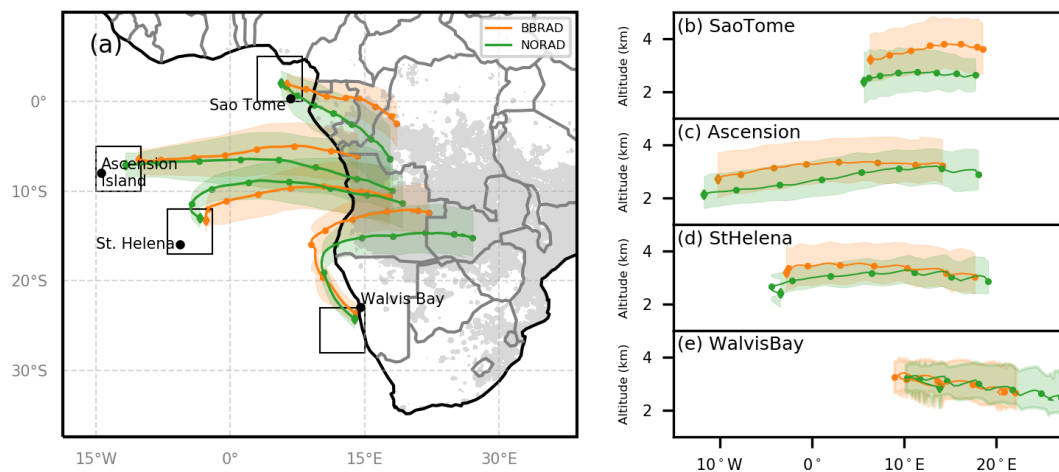 (a)
BBRAD
NORAD
0°
10°S
20°S
30°S
Sao Tome
Ascension
Island
St. Helena
Walvis Bay
15°W
0°
15°E
30°E
(b) SaoTome
Altitude (km)
4
2
(c) Ascension
Altitude (km)
4
2
(d) StHelena
Altitude (km)
4
2
(e) WalvisBay
Altitude (km)
4
2
10°W
0°
10°E
20°E